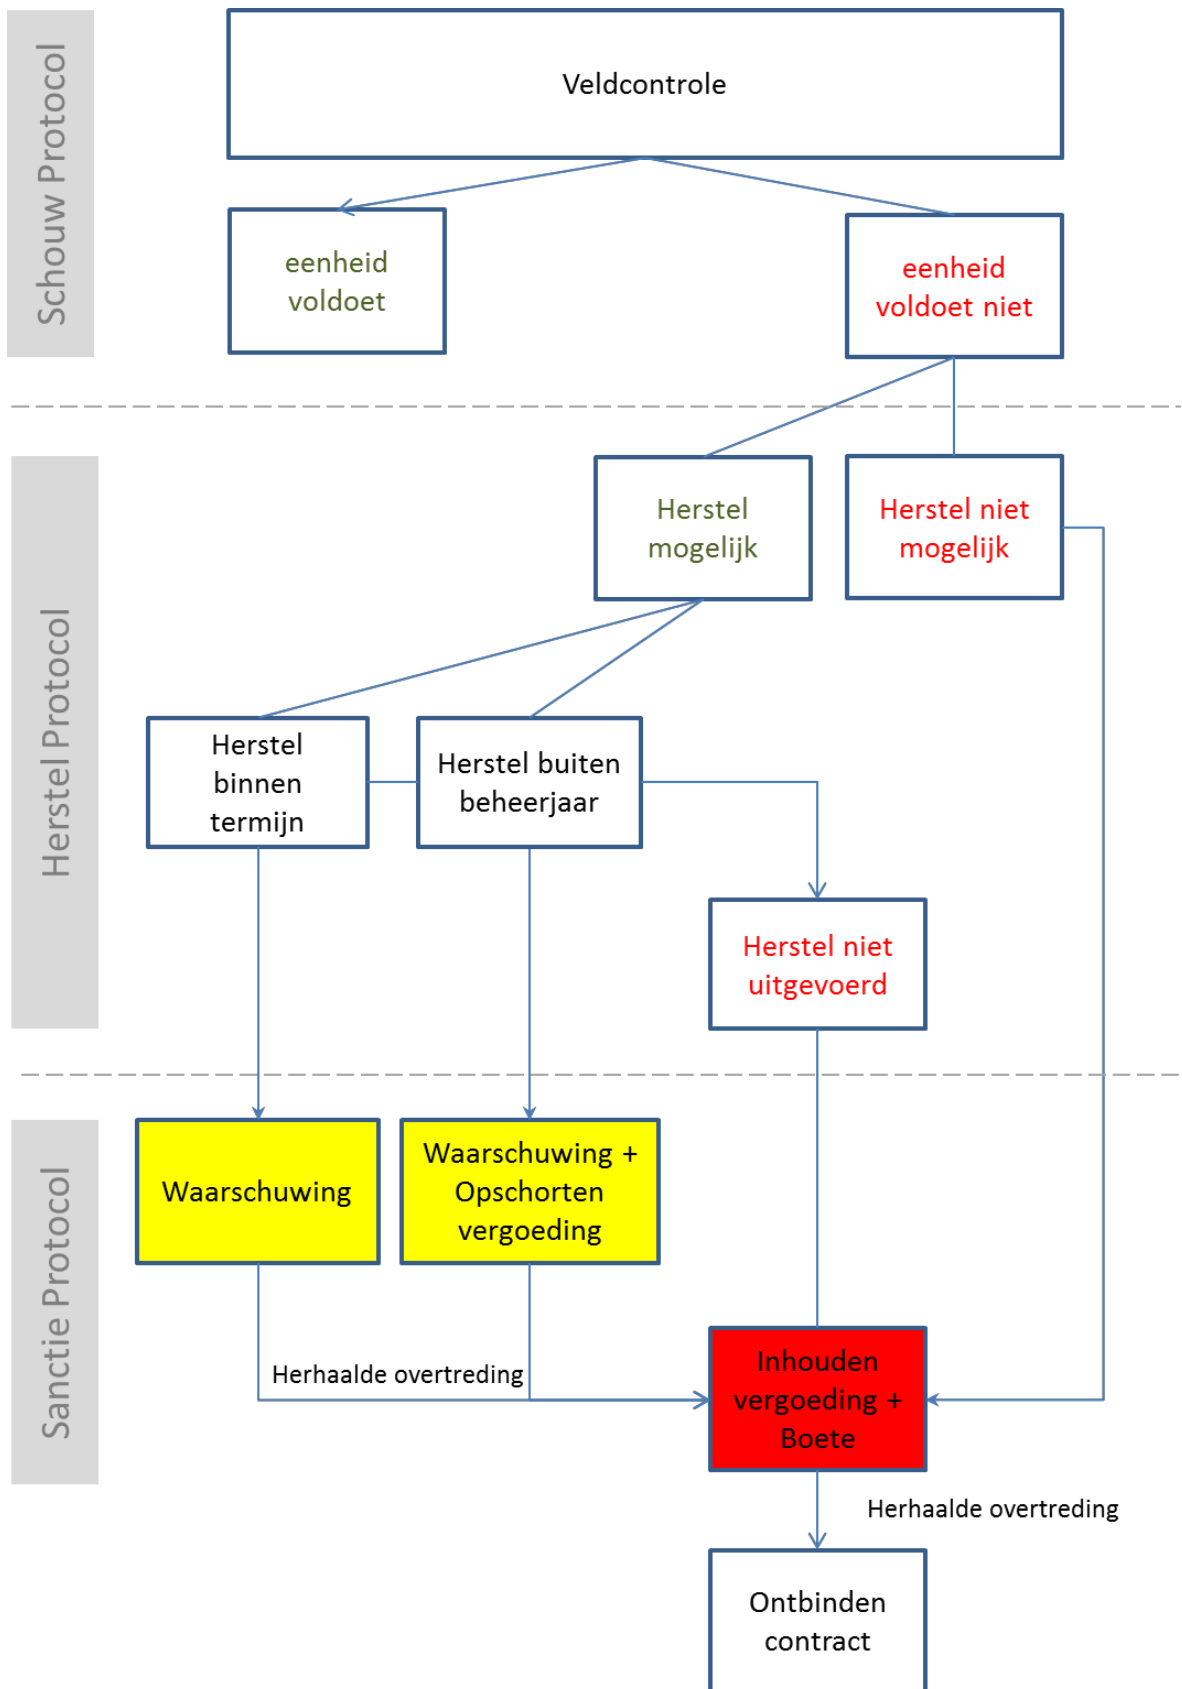 Schouw Protocol
Veldcontrole
eenheid
voldoet
eenheid
voldoet niet
Herstel Protocol
Herstel
mogelijk
Herstel niet
mogelijk
Herstel
binnen
termijn
Herstel buiten
beheerjaar
Herstel niet
uitgevoerd
Sanctie Protocol
Waarschuwing
Waarschuwing +
Opschorten
vergoeding
Herhaalde overtreding
Inhouden
vergoeding +
Boete
Herhaalde overtreding
Ontbinden
contract